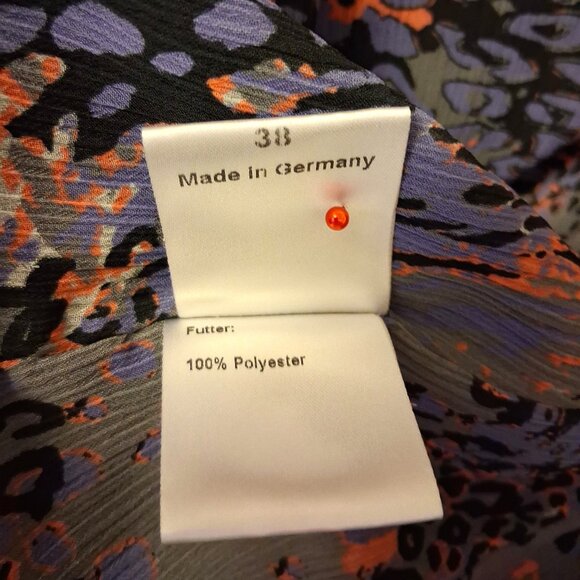 38
Made in Germany
Futter:
100% Polyester